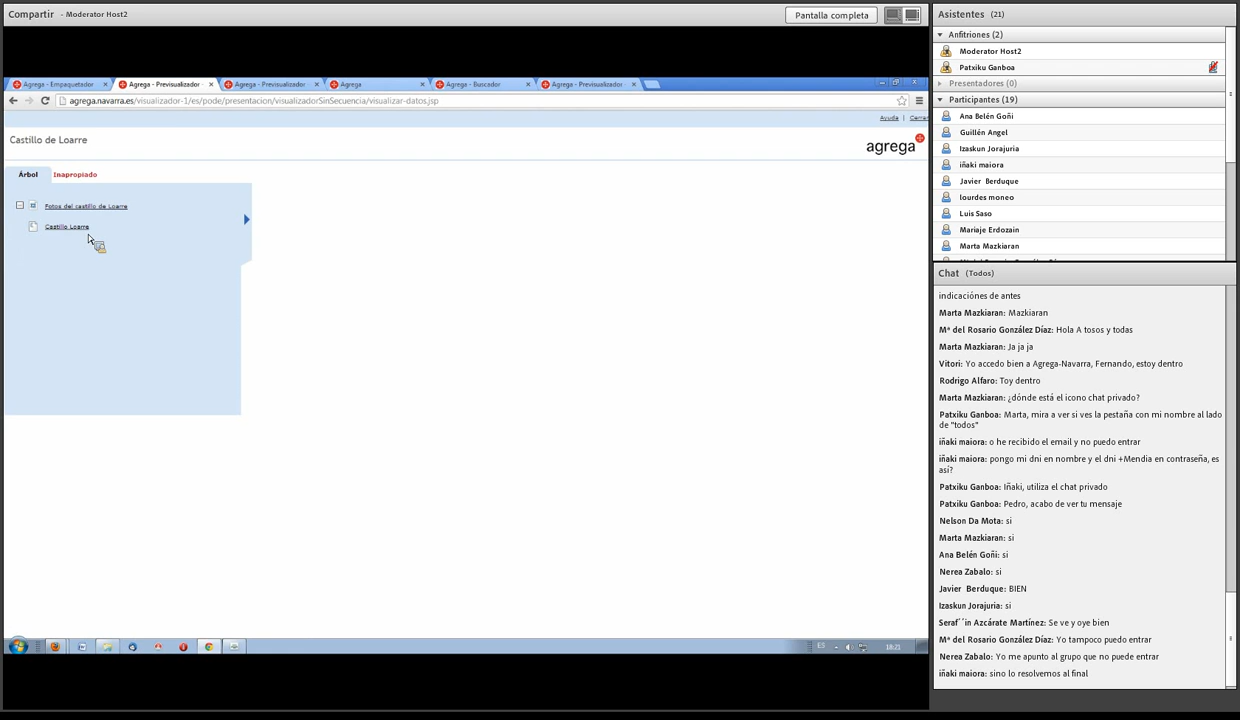 Compartir - Moderator Host2
Pantalla completa
Agrega - Empaquetador
Agrega - Previsualizador
Agrega - Previsualizador
Agrega
Agrega - Buscador
Agrega - Previsualizador
agrega.navarra.es/visualizador-1/es/pode/presentacion/visualizadorSinSecuencia/visualizar-datos.jsp
Ayuda | Cerrar
Castillo de Loarre
agrega
Árbol
Inapropiado
Fotos del castillo de Loarre
Castillo Loarre
ES
18:21
Asistentes (21)
Anfitriones (2)
Moderator Host2
Patxiku Ganboa
Presentadores (0)
Participantes (19)
Ana Belén Goñi
Guillén Angel
Izaskun Jorajuria
iñaki maiora
Javier Berduque
lourdes moneo
Luis Saso
Mariaje Erdozain
Marta Mazkiaran
Chat (Todos)
indicaciónes de antes
Marta Mazkiaran: Mazkiaran
Mª del Rosario González Díaz: Hola A tosos y todas
Marta Mazkiaran: Ja ja ja
Vitori: Yo accedo bien a Agrega-Navarra, Fernando, estoy dentro
Rodrigo Alfaro: Toy dentro
Marta Mazkiaran: ¿dónde está el icono chat privado?
Patxiku Ganboa: Marta, mira a ver si ves la pestaña con mi nombre al lado
de "todos"
iñaki maiora: o he recibido el email y no puedo entrar
iñaki maiora: pongo mi dni en nombre y el dni +Mendia en contraseña, es
así?
Patxiku Ganboa: Iñaki, utiliza el chat privado
Patxiku Ganboa: Pedro, acabo de ver tu mensaje
Nelson Da Mota: si
Marta Mazkiaran: si
Ana Belén Goñi: si
Nerea Zabalo: si
Javier Berduque: BIEN
Izaskun Jorajuria: si
Seraf´´in Azcárate Martínez: Se ve y oye bien
Mª del Rosario González Díaz: Yo tampoco puedo entrar
Nerea Zabalo: Yo me apunto al grupo que no puede entrar
iñaki maiora: sino lo resolvemos al final